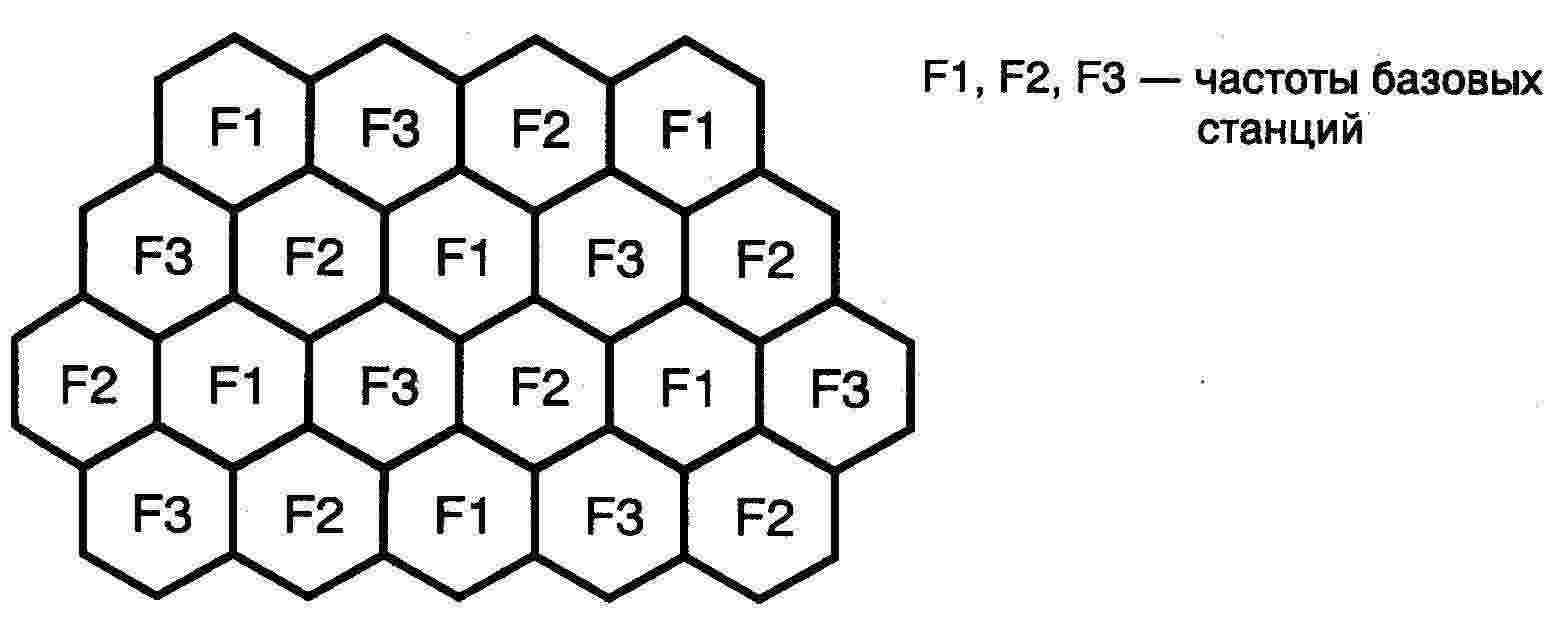 F1, F2, F3 — частоты базовых
станций
F1 F3 F2 F1
F3 F2 F1 F3 F2
F2 F1 F3 F2 F1 F3
F3 F2 F1 F3 F2